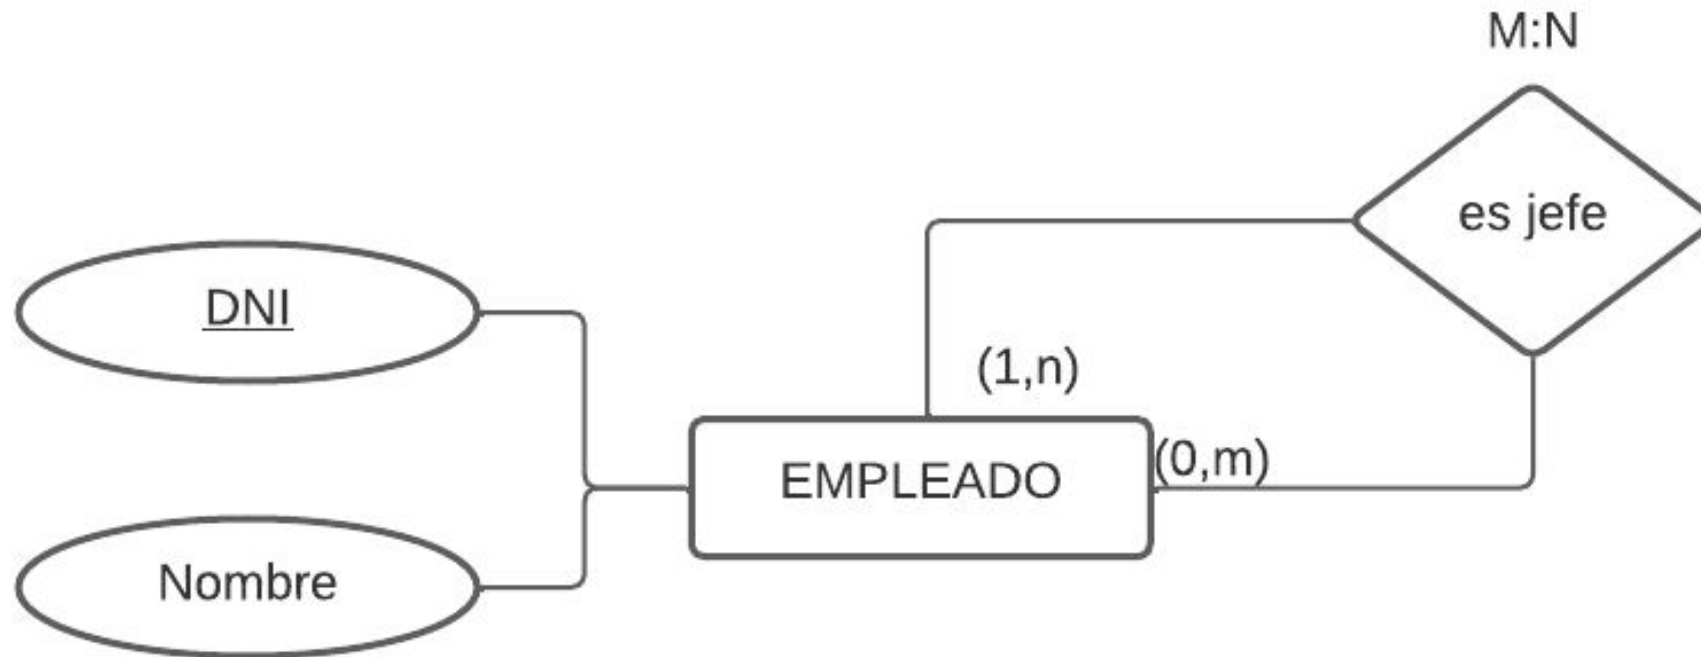 M:N
es jefe
DNI
(1,n)
(0,m)
EMPLEADO
Nombre